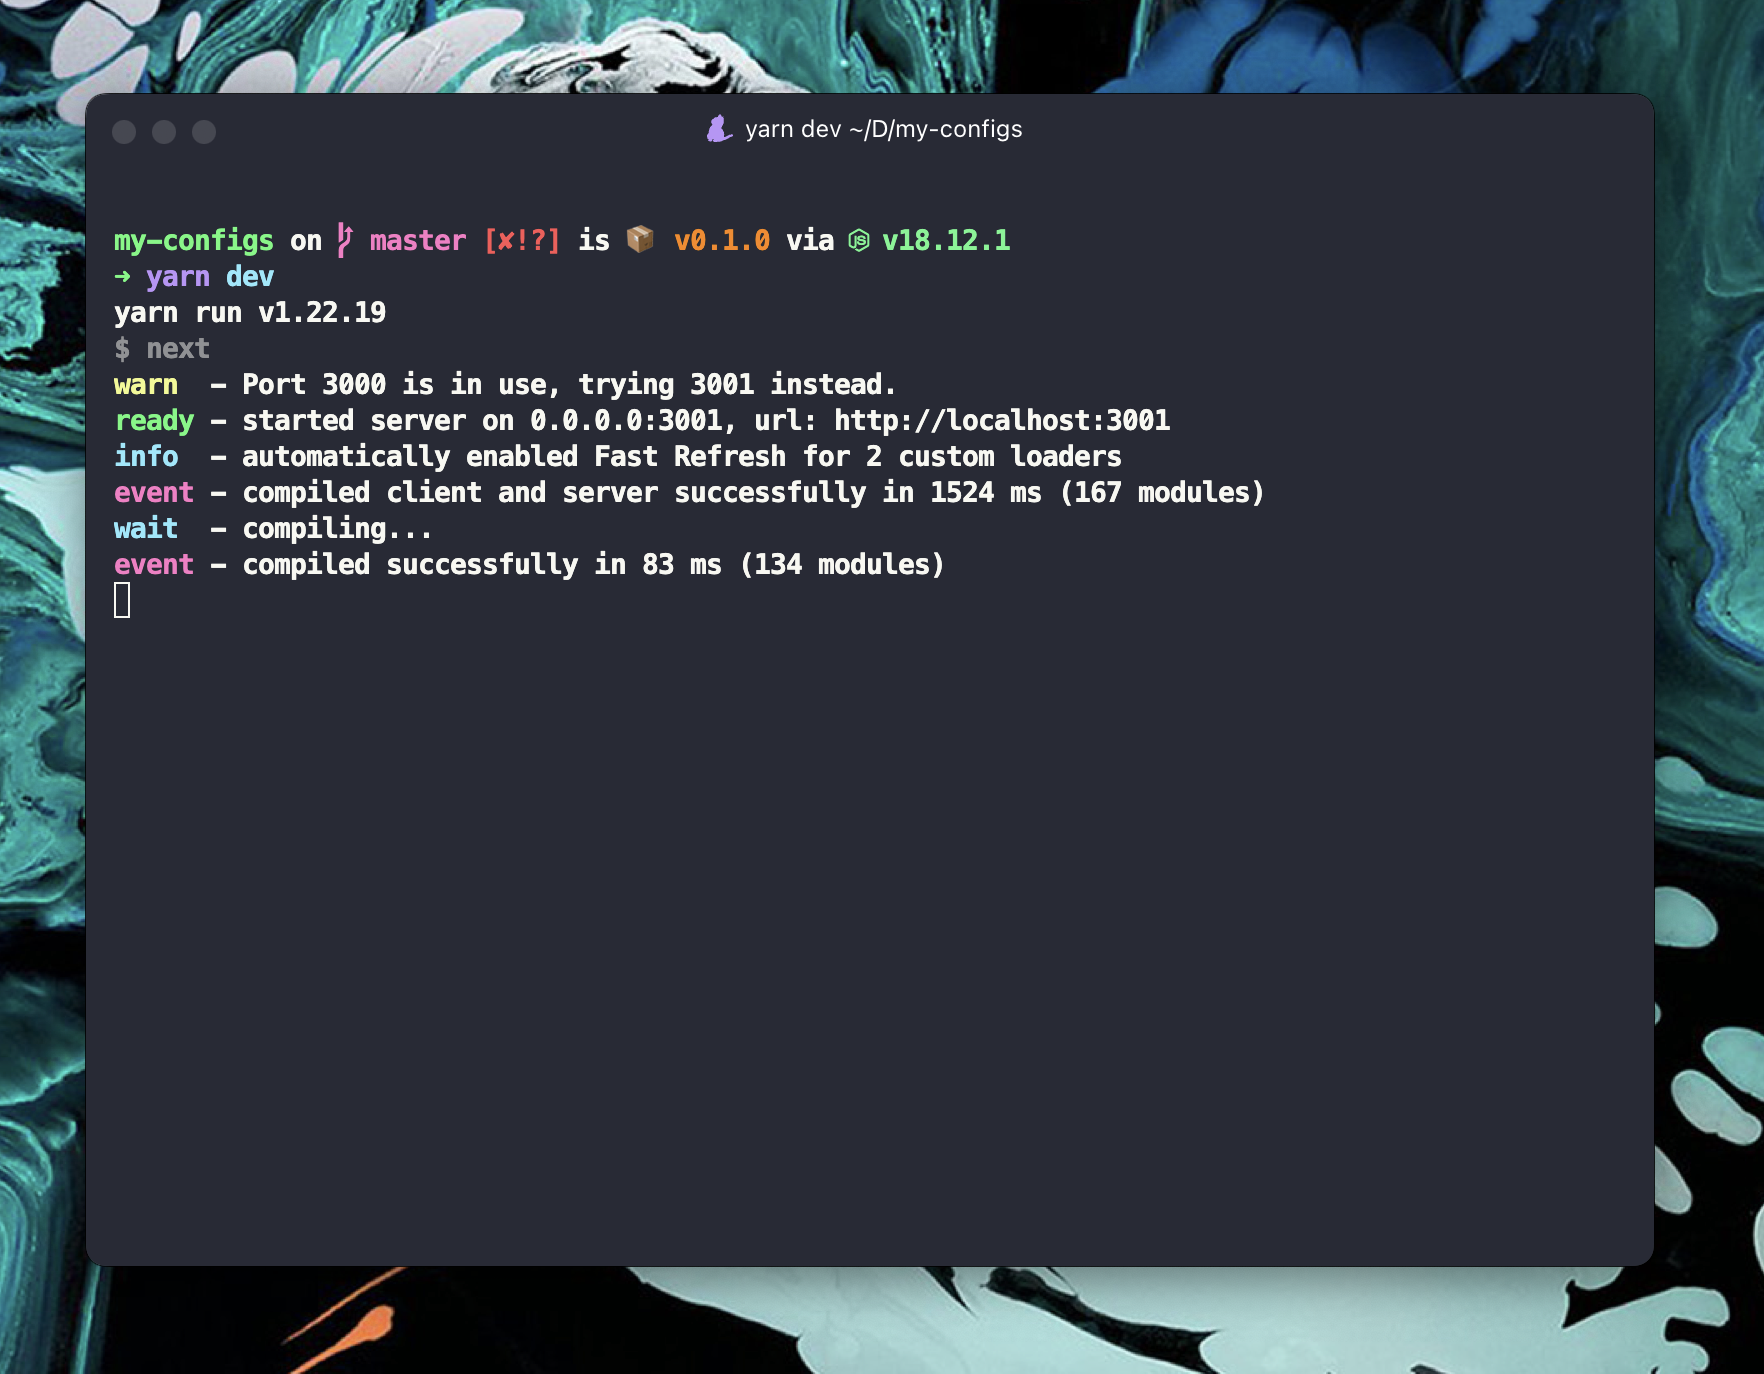 yarn dev ~/D/my-configs
my-configs on master [✘!?] is 📦 v0.1.0 via v18.12.1
➜ yarn dev
yarn run v1.22.19
$ next
warn  - Port 3000 is in use, trying 3001 instead.
ready - started server on 0.0.0.0:3001, url: http://localhost:3001
info  - automatically enabled Fast Refresh for 2 custom loaders
event - compiled client and server successfully in 1524 ms (167 modules)
wait  - compiling...
event - compiled successfully in 83 ms (134 modules)